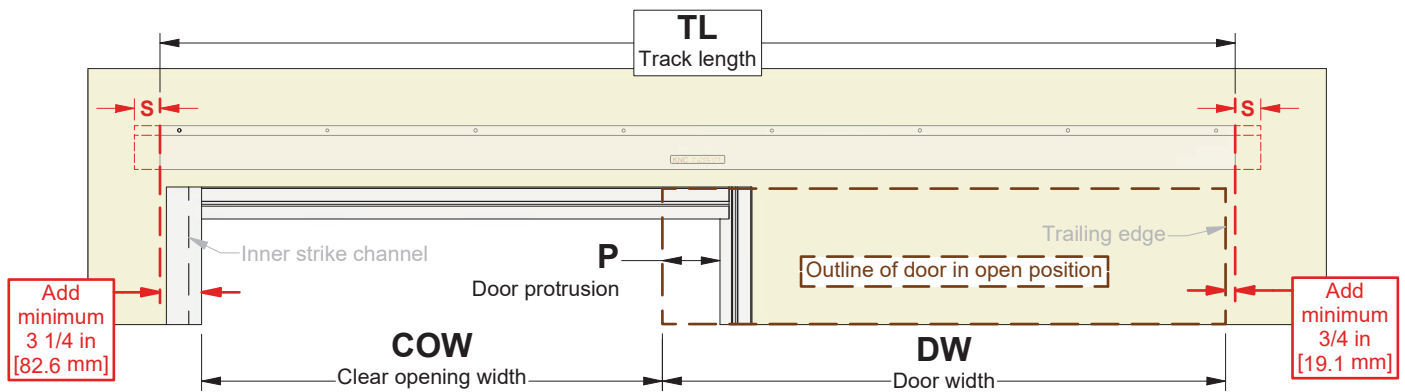 TL
Track length
S
S
Inner strike channel
Trailing edge
P
Door protrusion
Outline of door in open position
Add
minimum
3 1/4 in
[82.6 mm]
Add
minimum
3/4 in
[19.1 mm]
COW
Clear opening width
DW
Door width